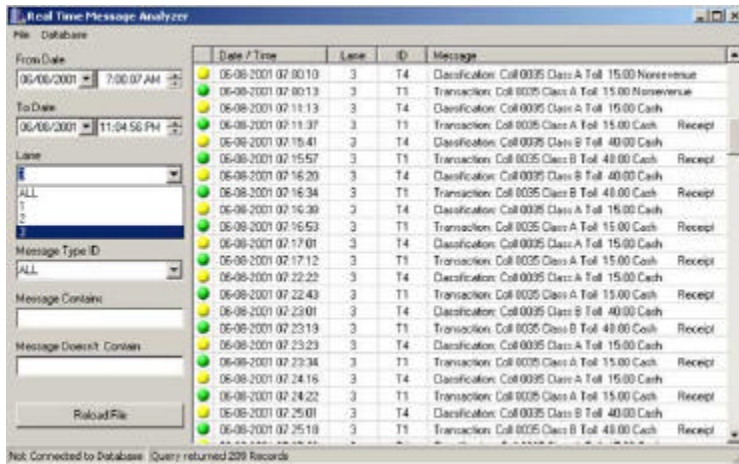 Real Time Message Analyzer
File Database
From Date
06/08/2001 7:00:07 AM
To Date
06/08/2001 11:04:56 PM
Lane
ALL
1
2
3
Message Type ID
ALL
Message Contains
Message Doesn't Contain
Reload File
Date / Time Lane ID Message
06-08-2001 07:00:10 3 T4 Classification: Coll 0035 Class A Toll 15.00 Nonrevenue
06-08-2001 07:00:13 3 T1 Transaction: Coll 0035 Class A Toll 15.00 Nonrevenue
06-08-2001 07:11:13 3 T4 Classification: Coll 0035 Class A Toll 15.00 Cash
06-08-2001 07:11:37 3 T1 Transaction: Coll 0035 Class A Toll 15.00 Cash Receipt
06-08-2001 07:15:41 3 T4 Classification: Coll 0035 Class B Toll 40.00 Cash
06-08-2001 07:15:57 3 T1 Transaction: Coll 0035 Class B Toll 40.00 Cash Receipt
06-08-2001 07:16:20 3 T4 Classification: Coll 0035 Class B Toll 40.00 Cash
06-08-2001 07:16:34 3 T1 Transaction: Coll 0035 Class B Toll 40.00 Cash Receipt
06-08-2001 07:16:39 3 T4 Classification: Coll 0035 Class A Toll 15.00 Cash
06-08-2001 07:16:53 3 T1 Transaction: Coll 0035 Class A Toll 15.00 Cash Receipt
06-08-2001 07:17:01 3 T4 Classification: Coll 0035 Class A Toll 15.00 Cash
06-08-2001 07:17:12 3 T1 Transaction: Coll 0035 Class A Toll 15.00 Cash Receipt
06-08-2001 07:22:22 3 T4 Classification: Coll 0035 Class A Toll 15.00 Cash
06-08-2001 07:22:43 3 T1 Transaction: Coll 0035 Class A Toll 15.00 Cash Receipt
06-08-2001 07:23:01 3 T4 Classification: Coll 0035 Class B Toll 40.00 Cash
06-08-2001 07:23:19 3 T1 Transaction: Coll 0035 Class B Toll 40.00 Cash Receipt
06-08-2001 07:23:23 3 T4 Classification: Coll 0035 Class A Toll 15.00 Cash
06-08-2001 07:23:34 3 T1 Transaction: Coll 0035 Class A Toll 15.00 Cash Receipt
06-08-2001 07:24:16 3 T4 Classification: Coll 0035 Class A Toll 15.00 Cash
06-08-2001 07:24:22 3 T1 Transaction: Coll 0035 Class A Toll 15.00 Cash Receipt
06-08-2001 07:25:01 3 T4 Classification: Coll 0035 Class B Toll 40.00 Cash
06-08-2001 07:25:18 3 T1 Transaction: Coll 0035 Class B Toll 40.00 Cash Receipt
Not Connected to Database Query returned 209 Records